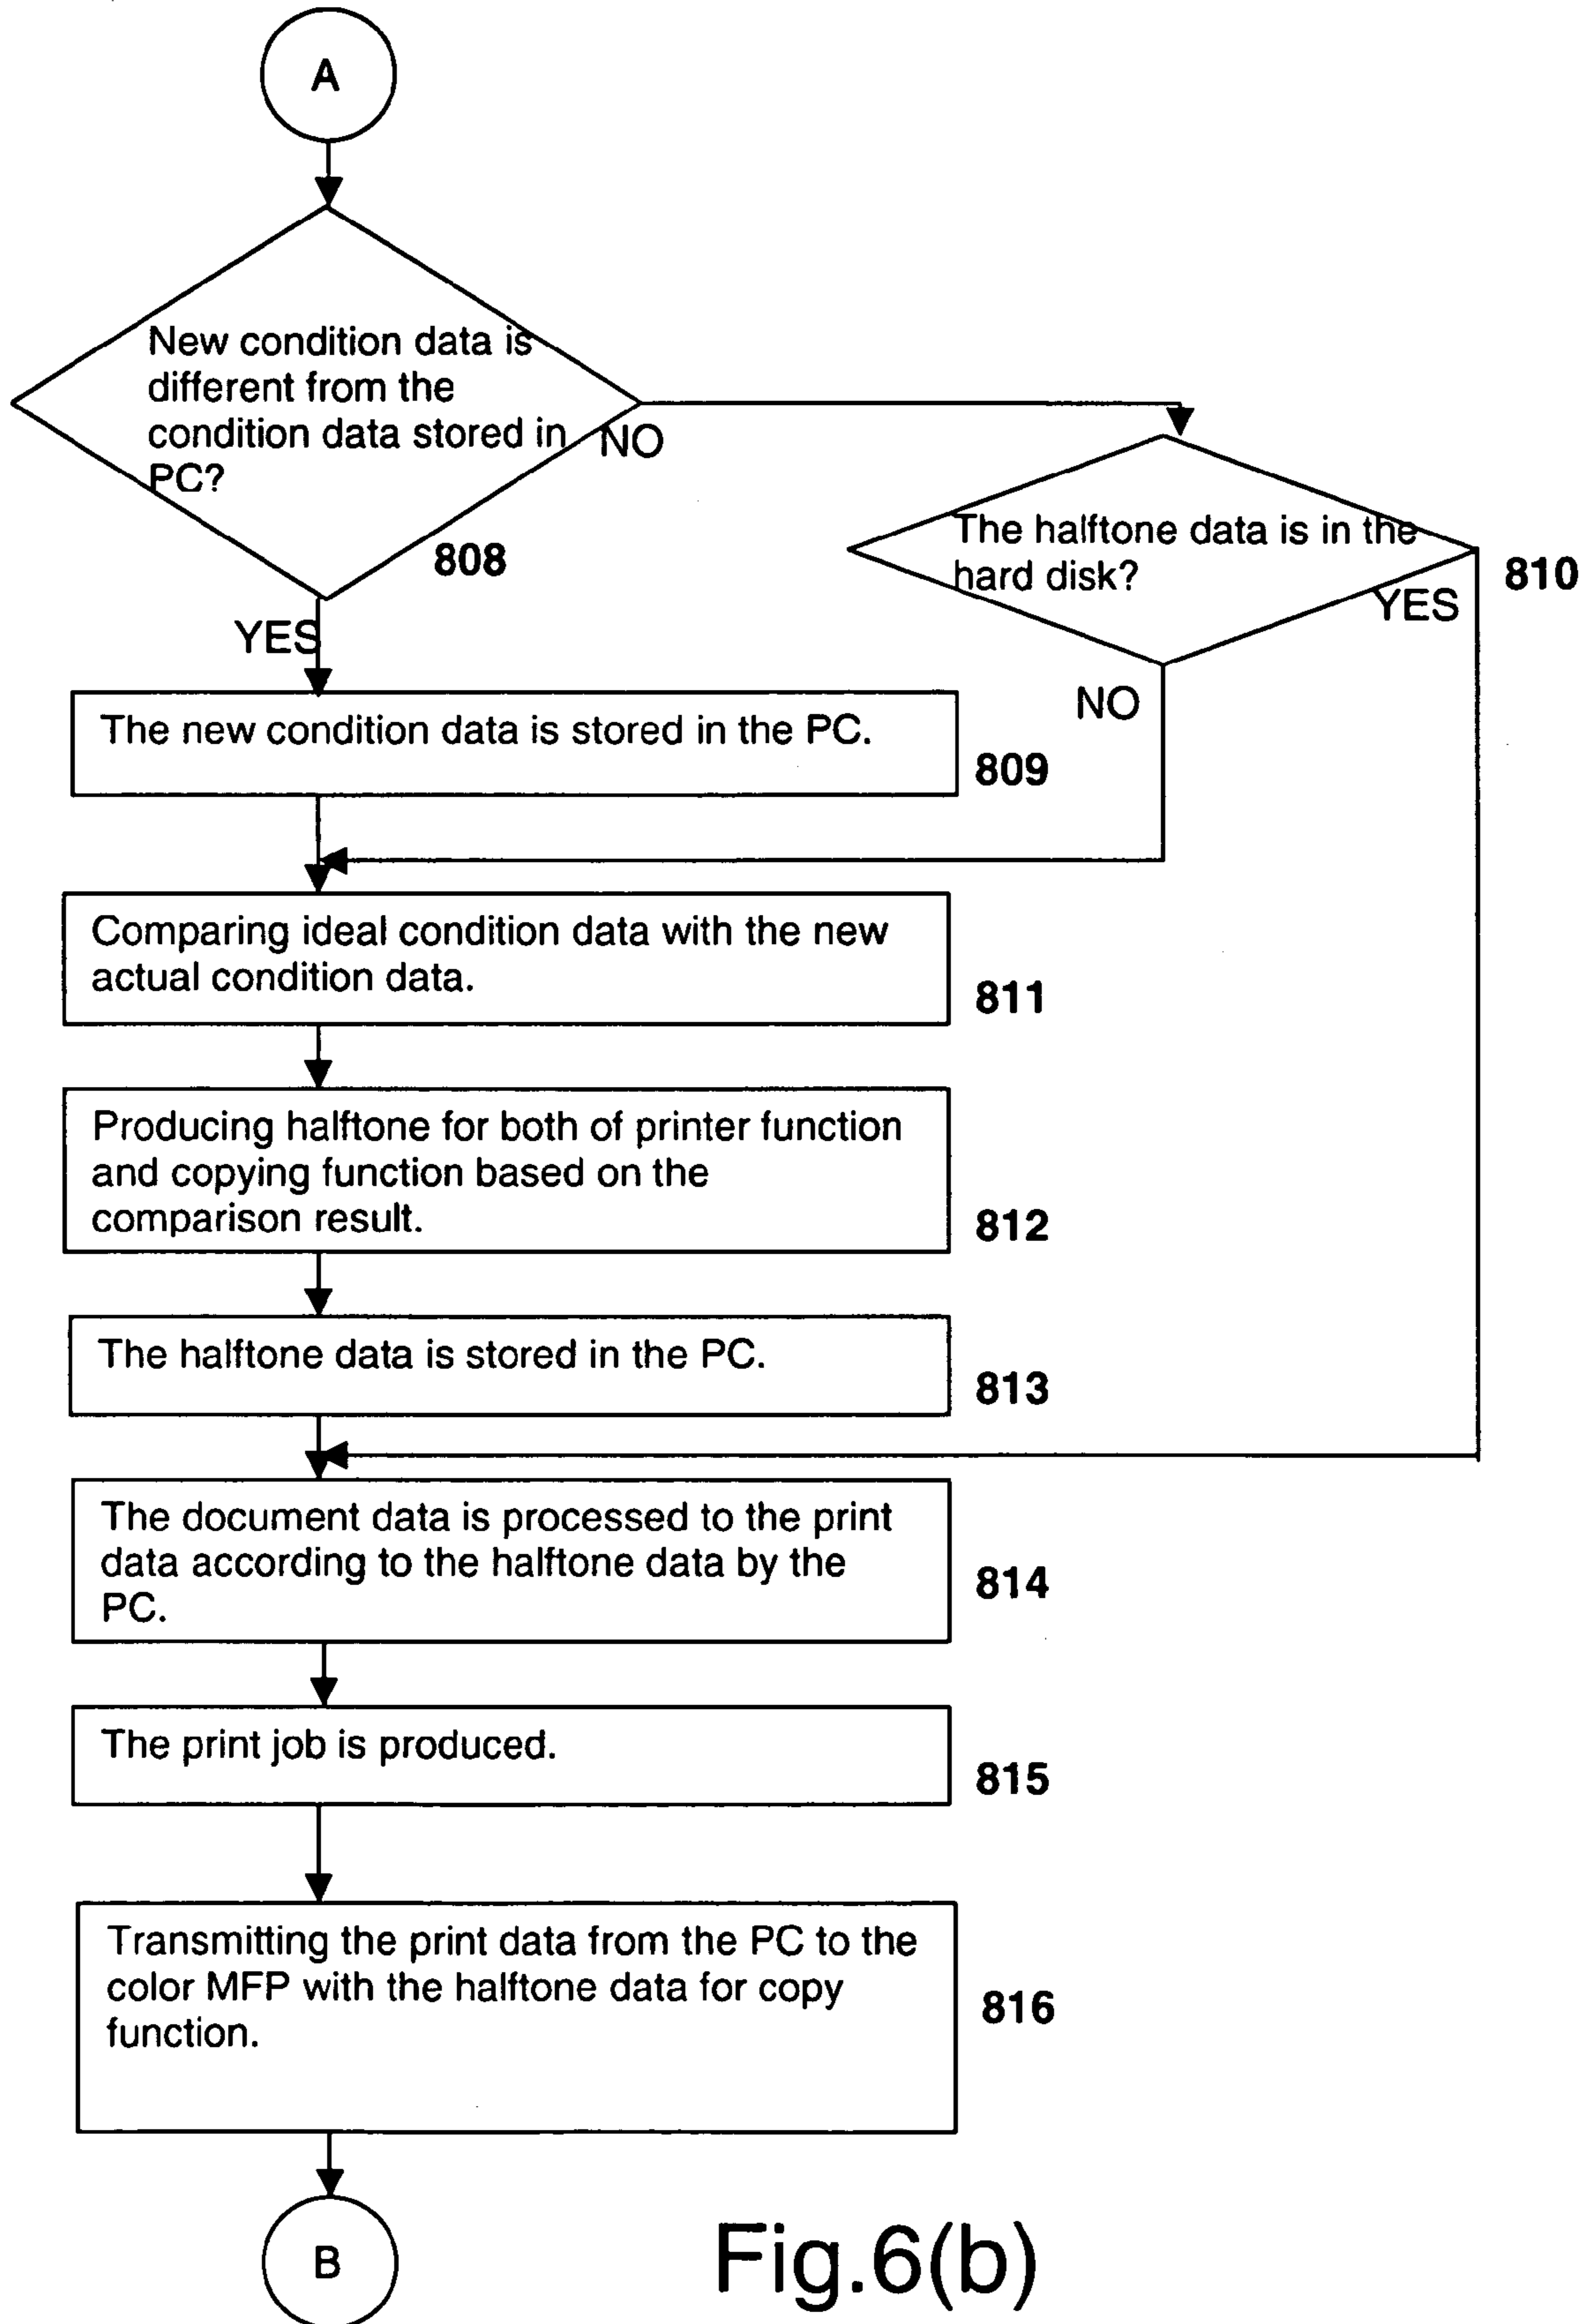 A
New condition data is
different from the
condition data stored in
PC?
NO
808
The halftone data is in the
hard disk?
810
YES
YES
NO
The new condition data is stored in the PC.
809
Comparing ideal condition data with the new
actual condition data.
811
Producing halftone for both of printer function
and copying function based on the
comparison result.
812
The halftone data is stored in the PC.
813
The document data is processed to the print
data according to the halftone data by the
PC.
814
The print job is produced.
815
Transmitting the print data from the PC to the
color MFP with the halftone data for copy
function.
816
B
Fig.6(b)